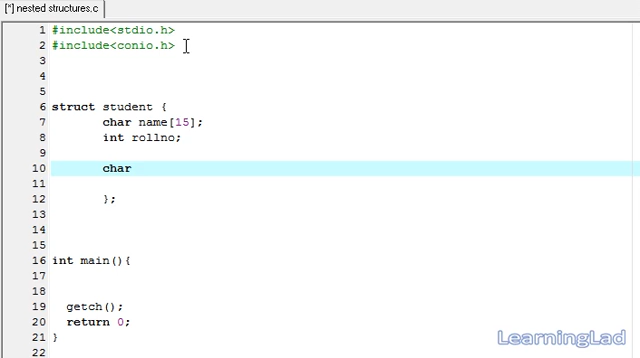 [*] nested structures.c
1 #include<stdio.h>
2 #include<conio.h>
3
4
5
6 struct student {
7 char name[15];
8 int rollno;
9
10 char
11
12 };
13
14
15
16 int main(){
17
18
19 getch();
20 return 0;
21 }
22
LearningLad